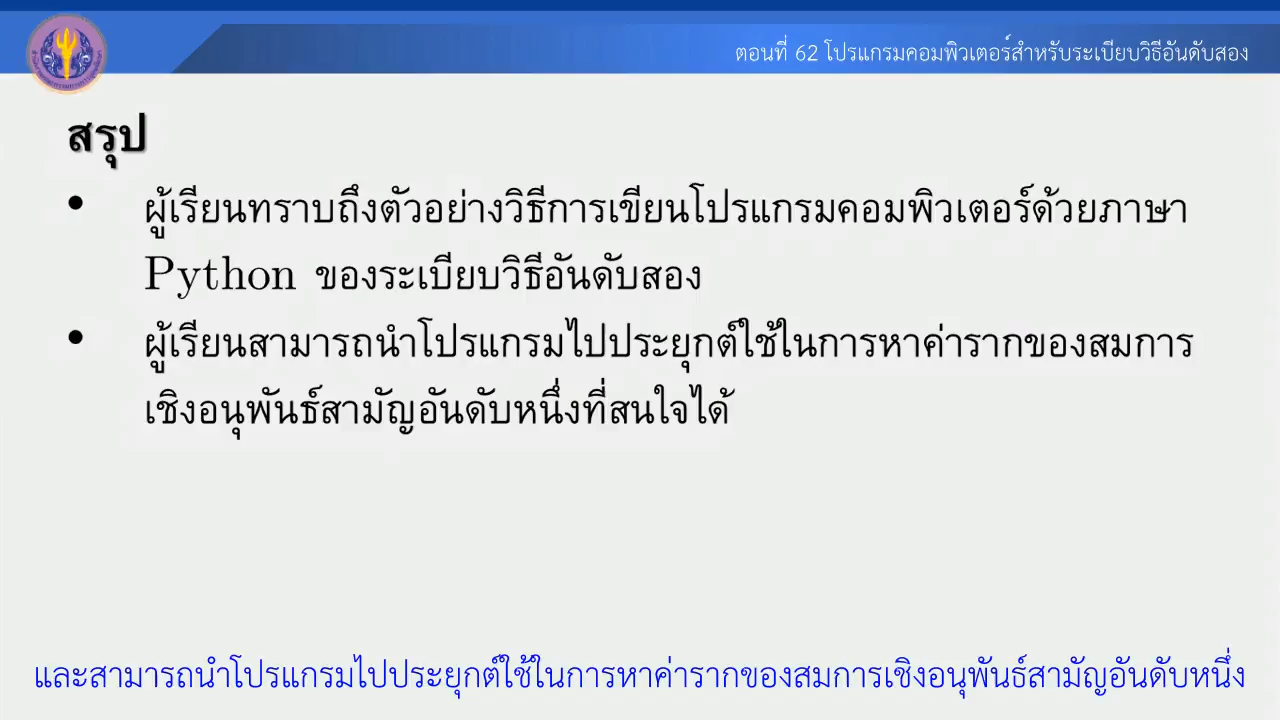 ตอนที่ 62 โปรแกรมคอมพิวเตอร์สำหรับระเบียบวิธีอันดับสอง
สรุป
• ผู้เรียนทราบถึงตัวอย่างวิธีการเขียนโปรแกรมคอมพิวเตอร์ด้วยภาษา
Python ของระเบียบวิธีอันดับสอง
• ผู้เรียนสามารถนำโปรแกรมไปประยุกต์ใช้ในการหาค่ารากของสมการ
เชิงอนุพันธ์สามัญอันดับหนึ่งที่สนใจได้
และสามารถนำโปรแกรมไปประยุกต์ใช้ในการหาค่ารากของสมการเชิงอนุพันธ์สามัญอันดับหนึ่ง